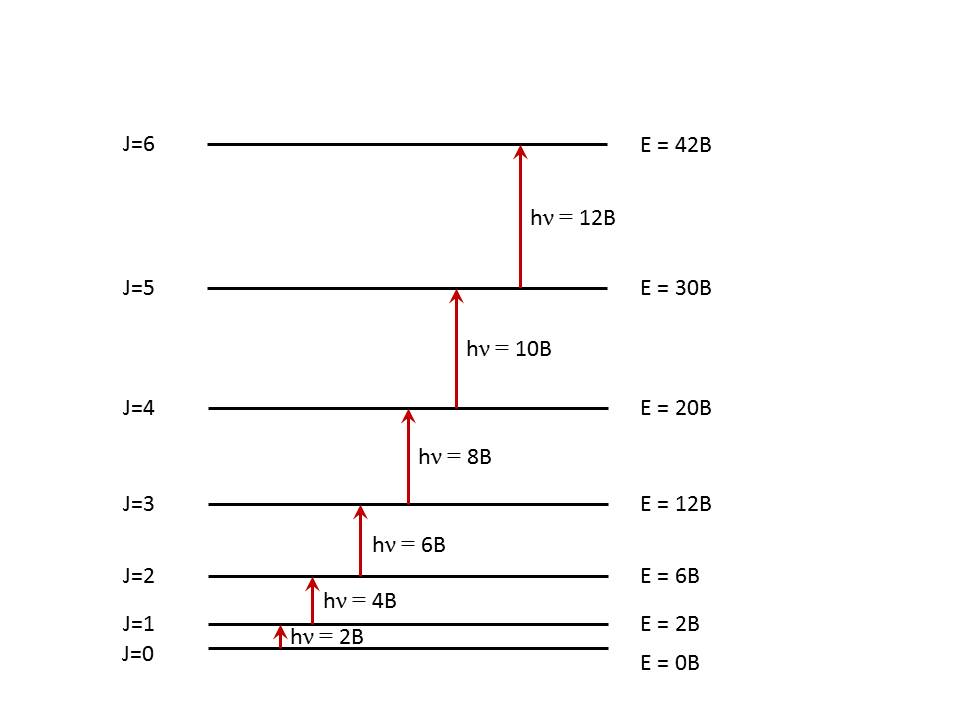 J=6 E = 42B
hν = 12B
J=5 E = 30B
hν = 10B
J=4 E = 20B
hν = 8B
J=3 E = 12B
hν = 6B
J=2 E = 6B
hν = 4B
J=1 E = 2B
hν = 2B
J=0 E = 0B